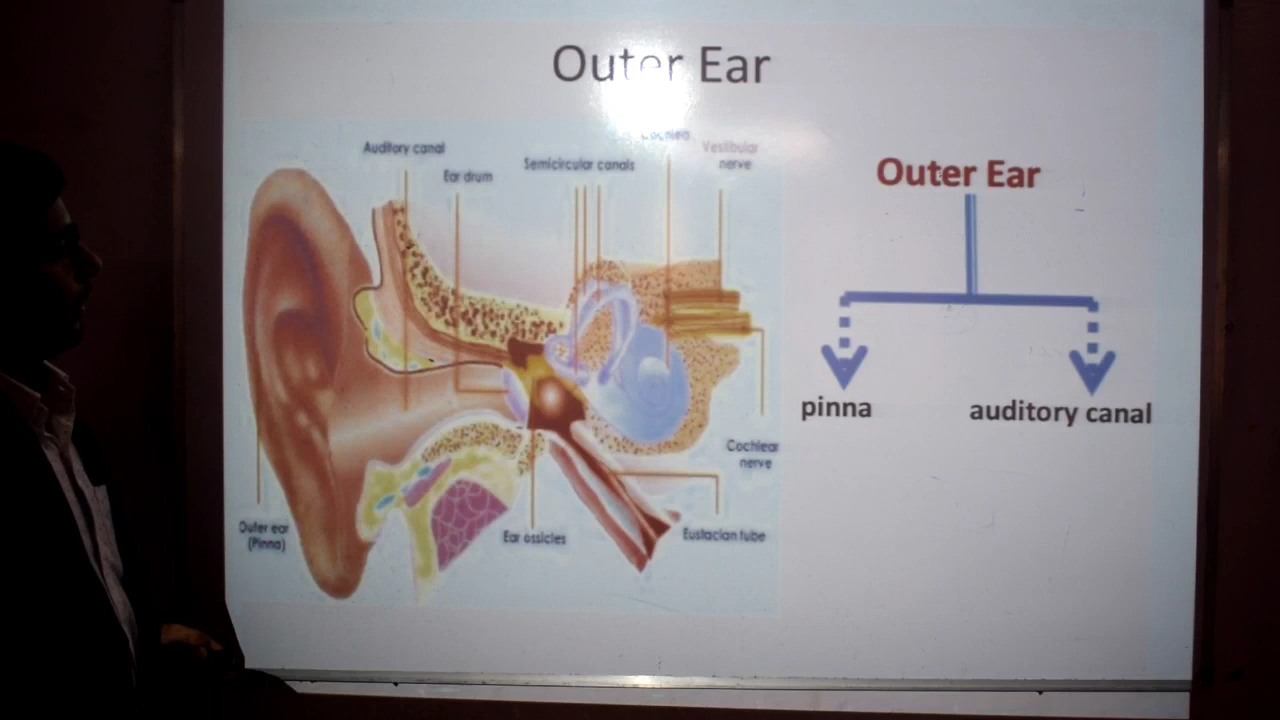 Outer Ear
Auditory canal
Ear drum
Semicircular canals
Cochlea
Vestibular
nerve
Outer ear
(Pinna)
Ear ossicles
Eustacian tube
Cochlear
nerve
Outer Ear
pinna
auditory canal